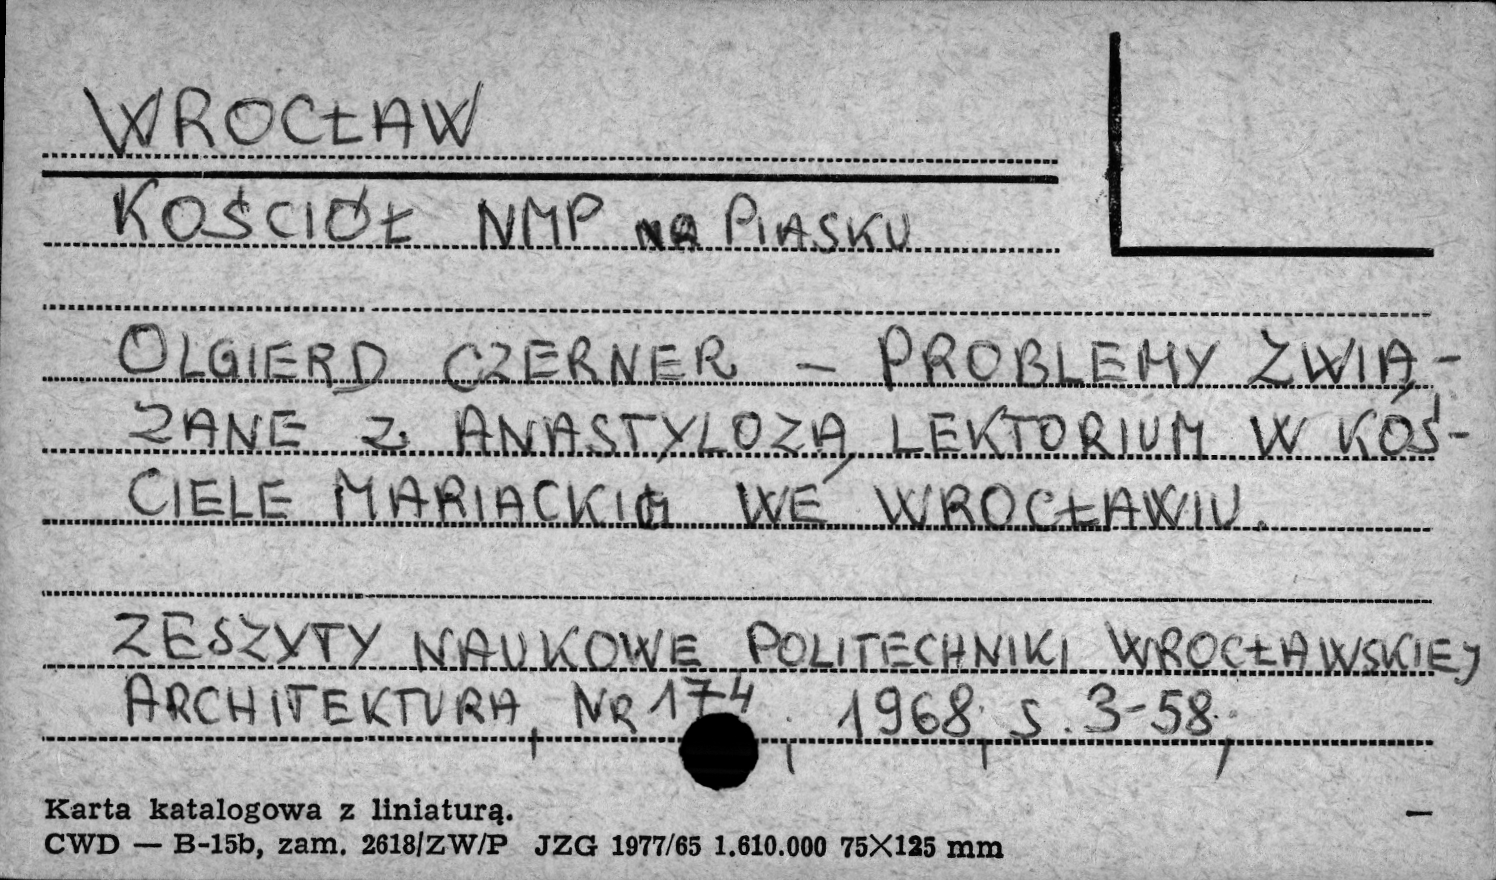 WROCŁAW
KOŚCIÓŁ NMP NA PIASKU
OLGIERD CZERNER – PROBLEMY ZWIĄ-
ZANE Z ANASTYLOZĄ LEKTORIUM W KOŚ-
CIELE MARIACKIM WE WROCŁAWIU.
ZESZYTY NAUKOWE POLITECHNIKI WROCŁAWSKIEJ
ARCHITEKTURA, NR 174, 1968, S. 3-58,
Karta katalogowa z liniaturą.
CWD — B-15b, zam. 2618/ZW/P JZG 1977/65 1.610.000 75×125 mm